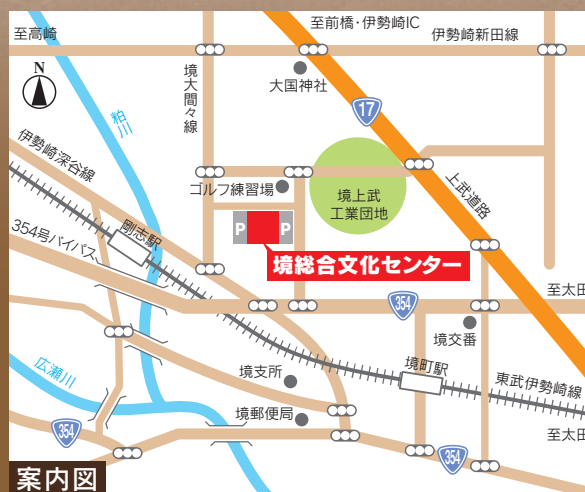 至前橋・伊勢崎IC
至高崎
伊勢崎新田線
N
境大間々線
大国神社
17
粕川
伊勢崎深谷線
ゴルフ練習場
境上武
工業団地
上武道路
剛志駅
P
P
354号バイパス
境総合文化センター
至太田
354
境交番
境町駅
広瀬川
境支所
東武伊勢崎線
境郵便局
354
至太田
354
案内図